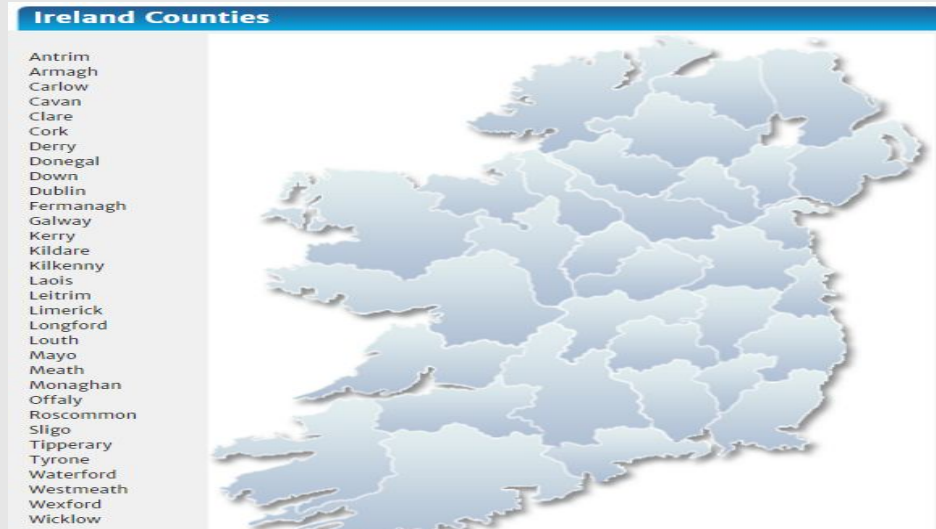 Ireland Counties
Antrim
Armagh
Carlow
Cavan
Clare
Cork
Derry
Donegal
Down
Dublin
Fermanagh
Galway
Kerry
Kildare
Kilkenny
Laois
Leitrim
Limerick
Longford
Louth
Mayo
Meath
Monaghan
Offaly
Roscommon
Sligo
Tipperary
Tyrone
Waterford
Westmeath
Wexford
Wicklow